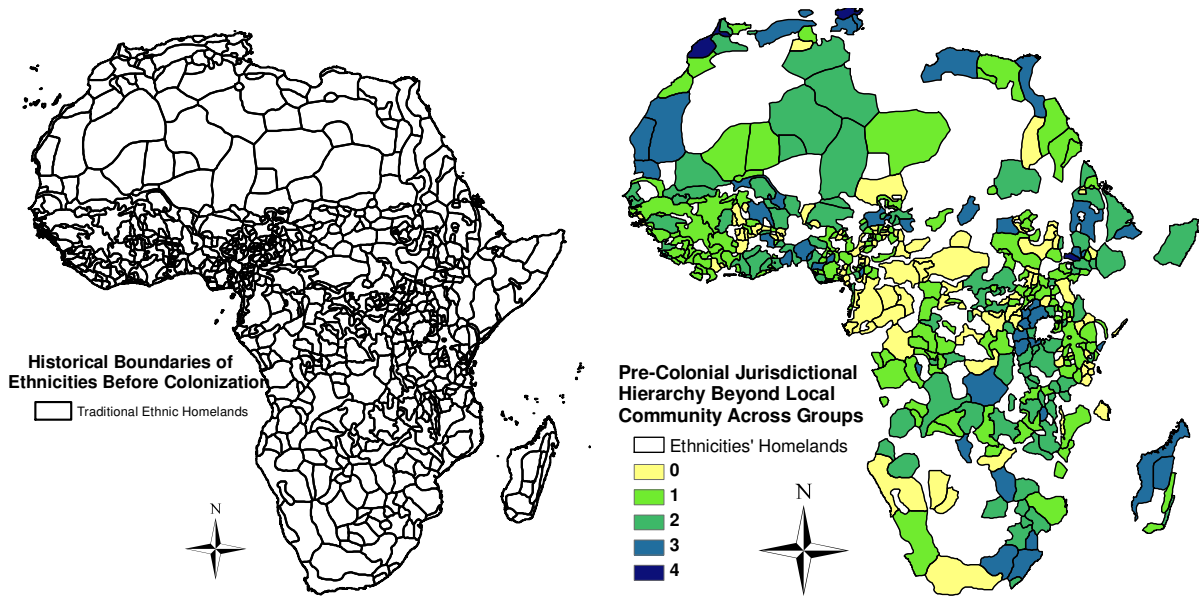 Historical Boundaries of
Ethnicities Before Colonization
Traditional Ethnic Homelands
N
Pre-Colonial Jurisdictional
Hierarchy Beyond Local
Community Across Groups
Ethnicities' Homelands
0
1
2
3
4
N